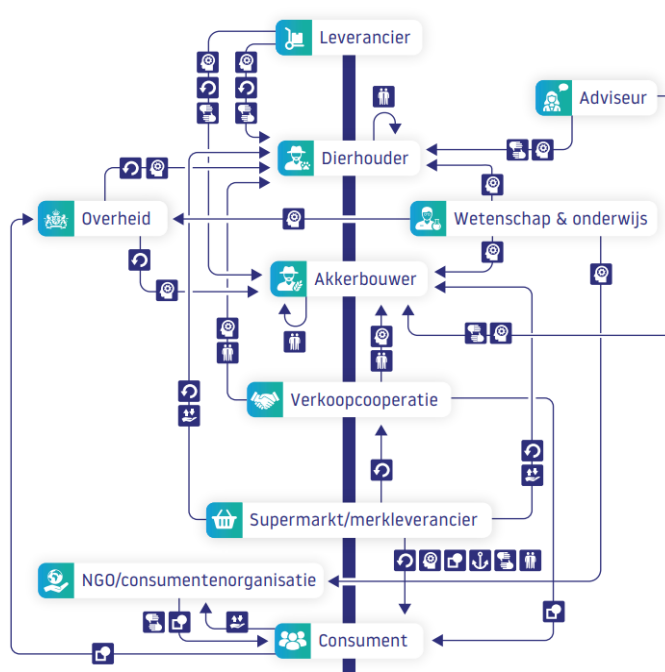 Leverancier
Adviseur
Dierhouder
Overheid
Wetenschap & onderwijs
Akkerbouwer
Verkoopcooperatie
Supermarkt/merkleverancier
NGO/consumentenorganisatie
Consument